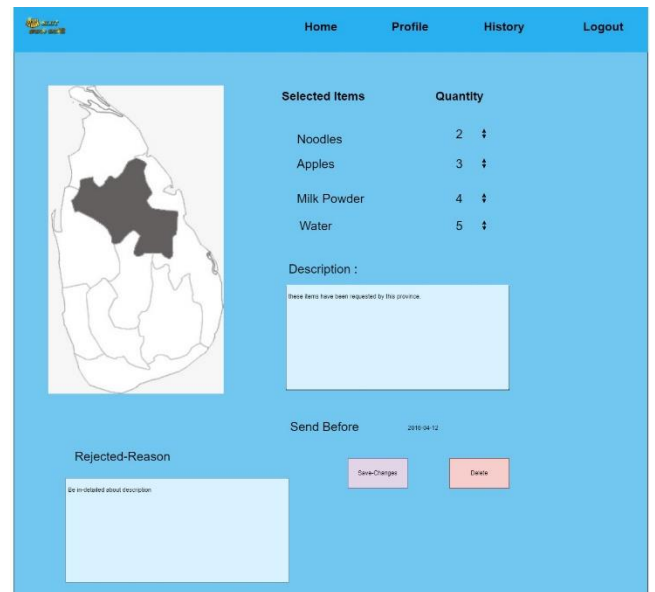 Home Profile History Logout
Selected Items Quantity
Noodles 2
Apples 3
Milk Powder 4
Water 5
Description :
these items have been requested by this province.
Send Before 2018-04-12
Rejected-Reason
Save-Changes Delete
Be in-detailed about description